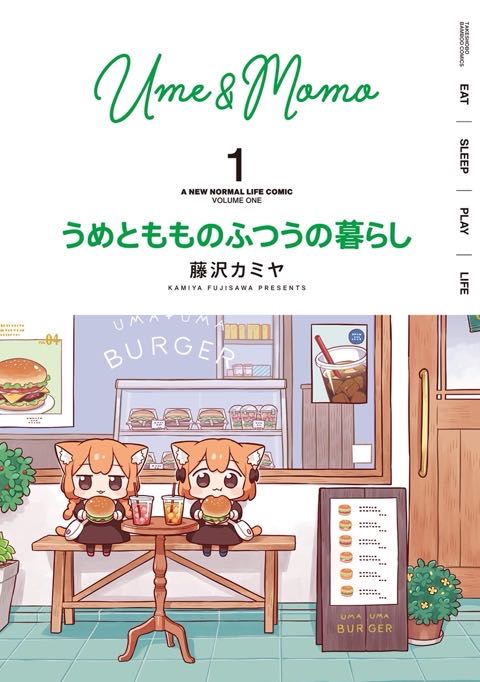 TAKESHOBO
BAMBOO COMICS
EAT
SLEEP
PLAY
LIFE
Ume & Momo
1
A NEW NORMAL LIFE COMIC
VOLUME ONE
うめともものふつうの暮らし
藤沢カミヤ
KAMIYA FUJISAWA PRESENTS
04
UMA UMA
BURGER
UMA UMA
BURGER